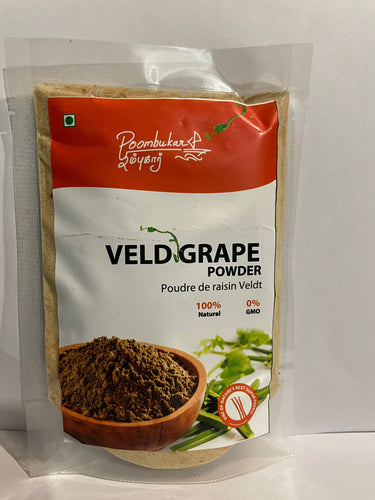 Poombukar
பூம்புகார்
VELD GRAPE
POWDER
Poudre de raisin Veldt
100%
Natural
0%
GMO